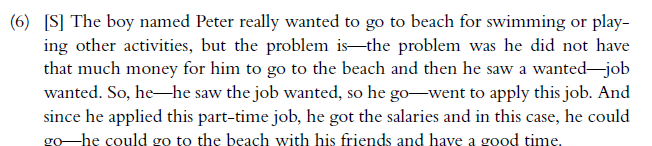 (6) [S] The boy named Peter really wanted to go to beach for swimming or play-
ing other activities, but the problem is—the problem was he did not have
that much money for him to go to the beach and then he saw a wanted—job
wanted. So, he—he saw the job wanted, so he go—went to apply this job. And
since he applied this part-time job, he got the salaries and in this case, he could
go—he could go to the beach with his friends and have a good time.